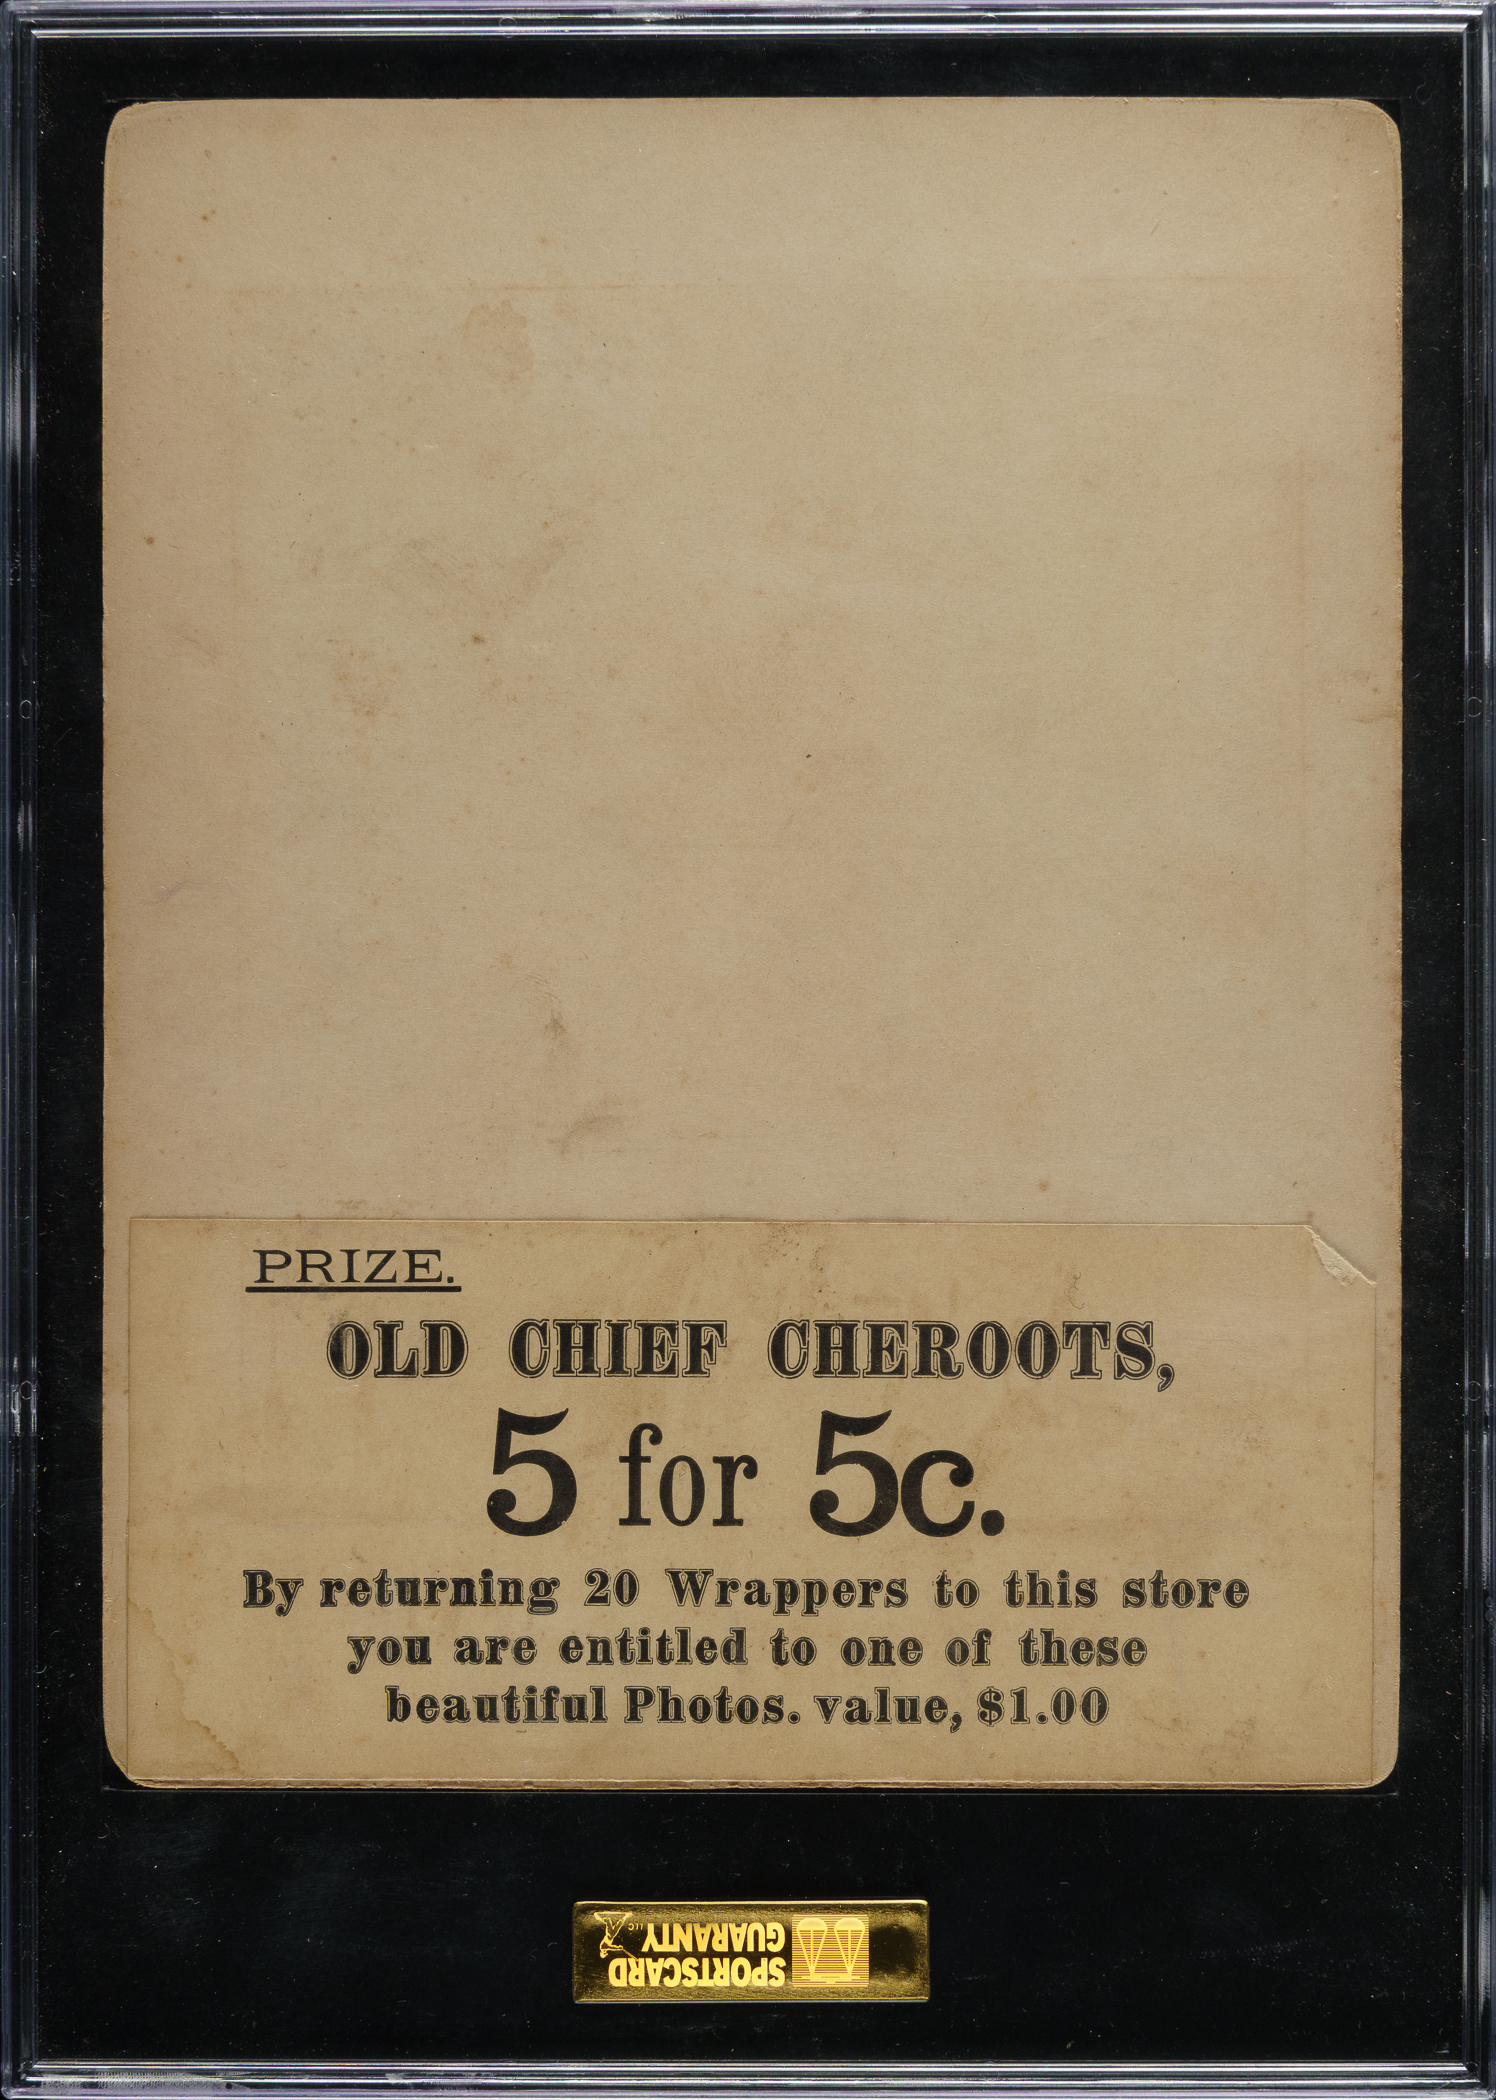 PRIZE.
OLD CHIEF CHEROOTS,
5 for 5c.
By returning 20 Wrappers to this store
you are entitled to one of these
beautiful Photos. value, $1.00
SPORTSCARD
GUARANTY LLC